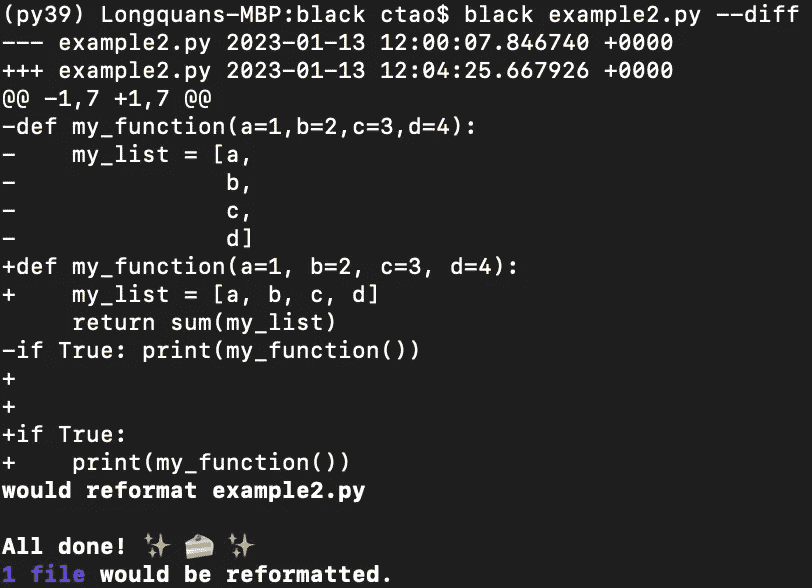 (py39) Longquans-MBP:black ctao$ black example2.py --diff
--- example2.py 2023-01-13 12:00:07.846740 +0000
+++ example2.py 2023-01-13 12:04:25.667926 +0000
@@ -1,7 +1,7 @@
-def my_function(a=1,b=2,c=3,d=4):
-    my_list = [a,
-               b,
-               c,
-               d]
+def my_function(a=1, b=2, c=3, d=4):
+    my_list = [a, b, c, d]
     return sum(my_list)
-if True: print(my_function())
+
+
+if True:
+    print(my_function())
would reformat example2.py
All done! ✨ 🍰 ✨
1 file would be reformatted.